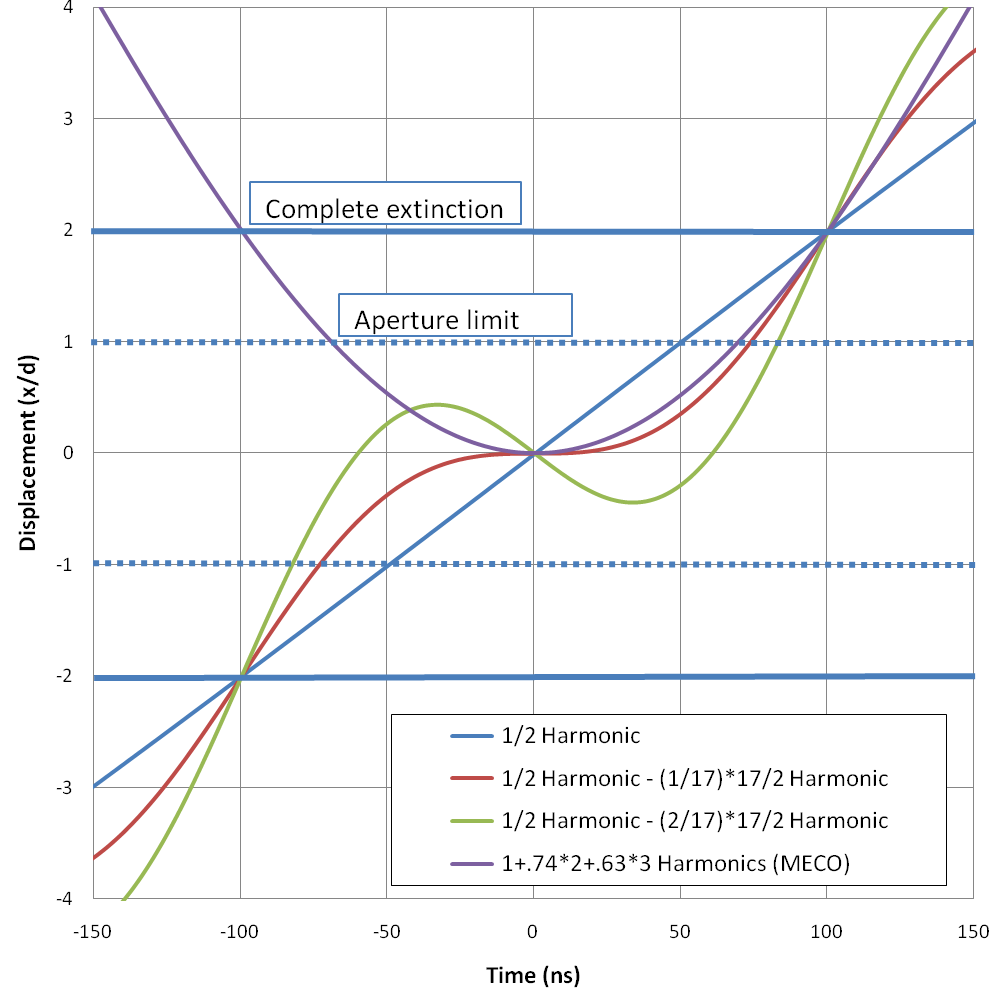 4
3
2
1
0
-1
-2
-3
-4
Displacement (x/d)
Complete extinction
Aperture limit
1/2 Harmonic
1/2 Harmonic - (1/17)*17/2 Harmonic
1/2 Harmonic - (2/17)*17/2 Harmonic
1+.74*2+.63*3 Harmonics (MECO)
-150 -100 -50 0 50 100 150
Time (ns)